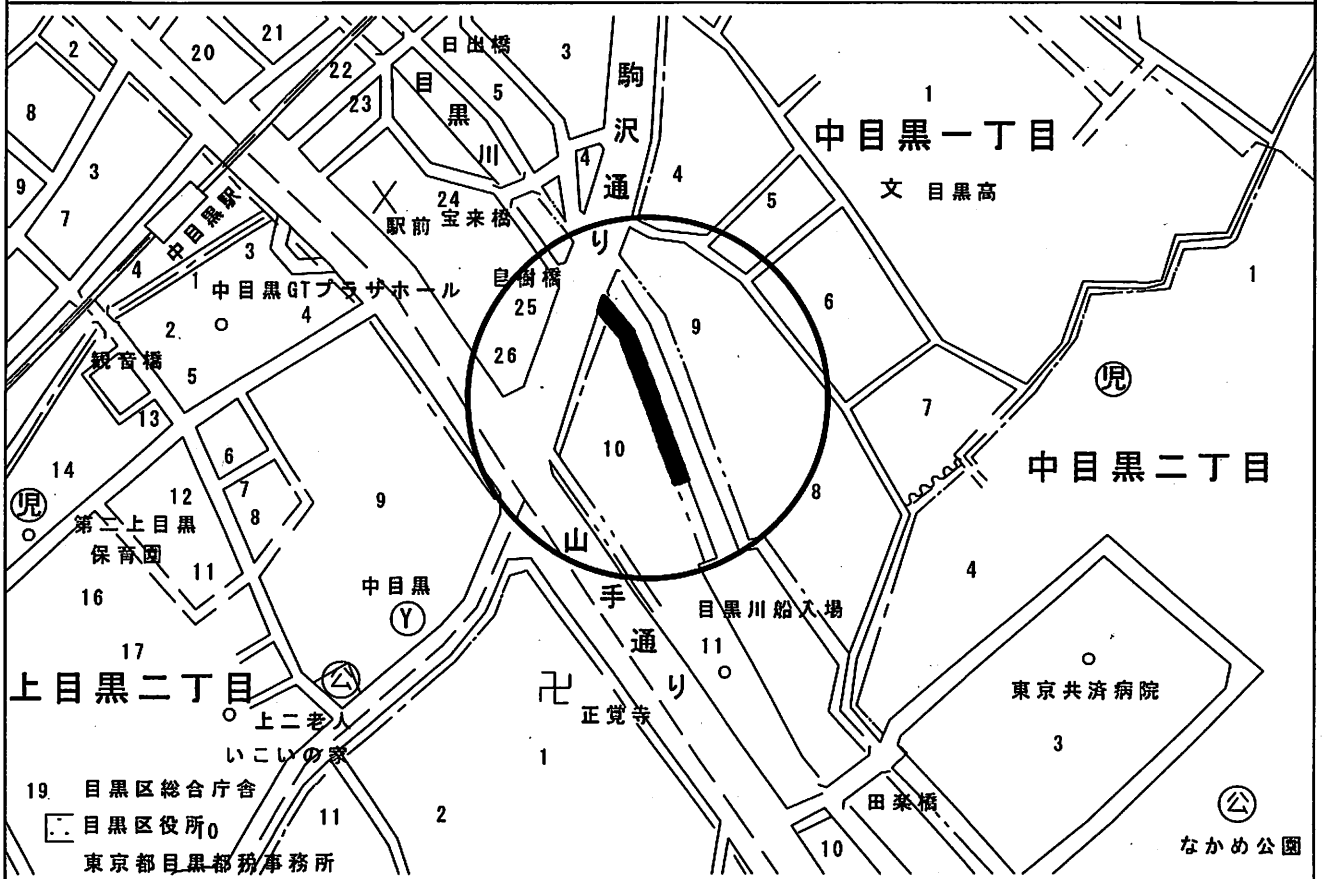 2
20
21
22
23
8
9
3
7
日出橋
目黒川
5
3
駒沢通り
4
4
1
中目黒一丁目
文 目黒高
5
6
7
1
中目黒駅
4
1
3
24
駅前
宝来橋
皀樹橋
25
26
中目黒GTプラザホール
2
4
5
観音橋
13
14
児
6
7
8
9
12
第二上目黒
保育園
11
16
17
上目黒二丁目
中目黒
Y
公
上二老人
いこいの家
19
目黒区総合庁舎
目黒区役所
10
東京都目黒都税事務所
11
2
1
卍
正覚寺
山手通り
9
10
8
目黒川船入場
11
児
中目黒二丁目
4
東京共済病院
3
田楽橋
10
公
なかめ公園